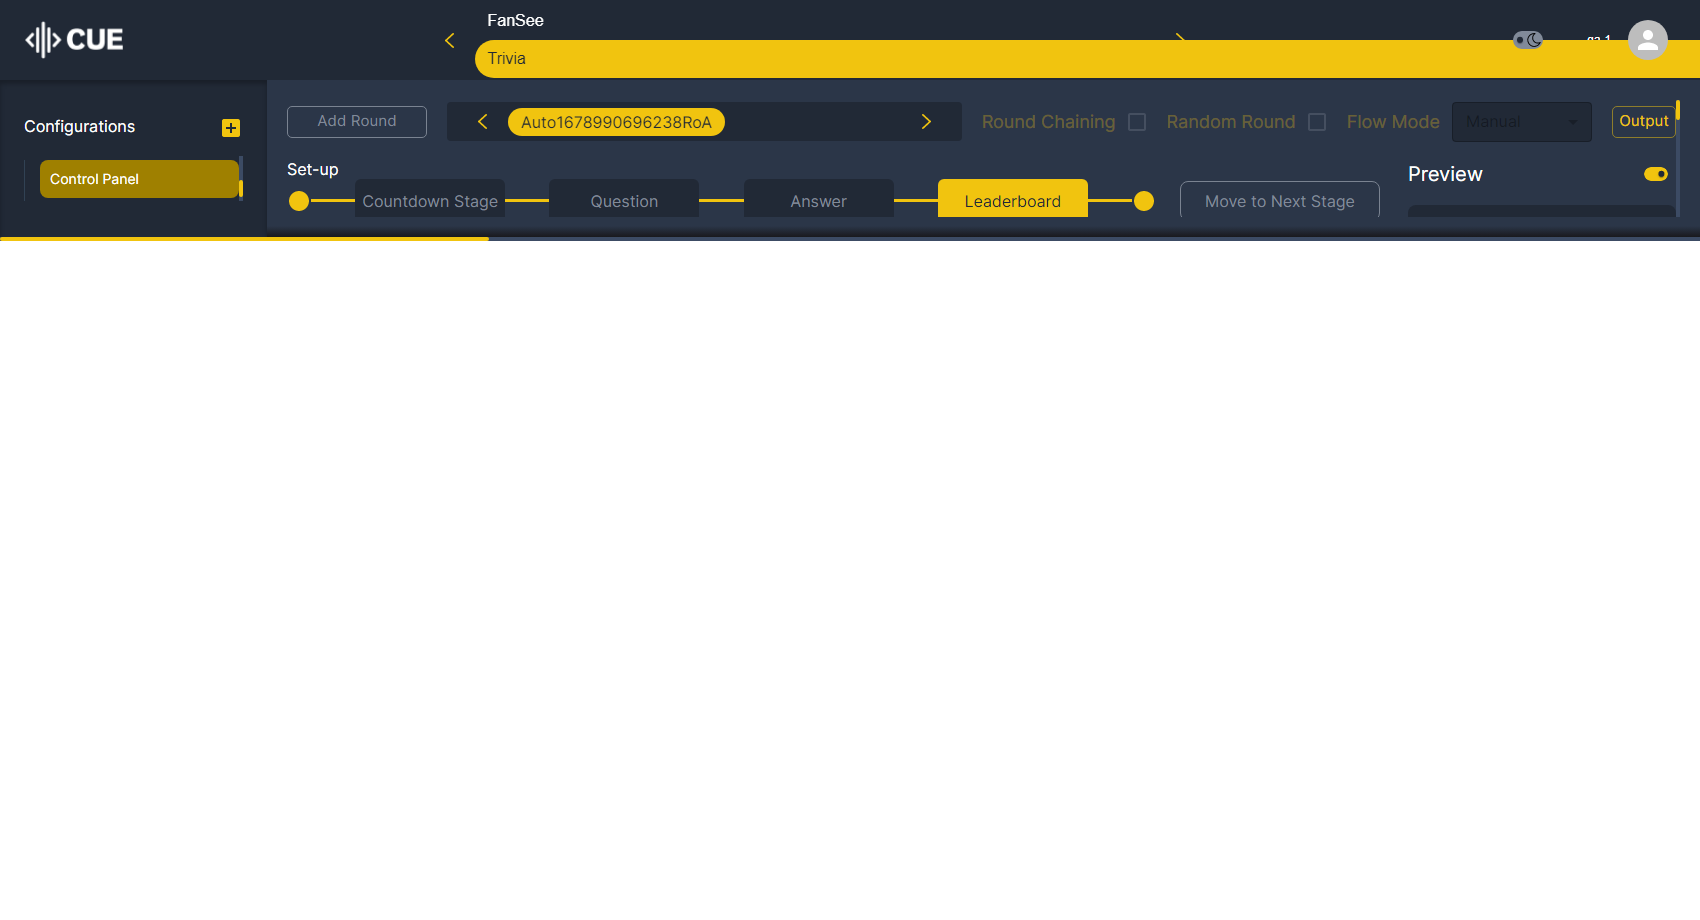 CUE
FanSee
Trivia
Configurations
Control Panel
Add Round
Auto1678990696238RoA
Round Chaining
Random Round
Flow Mode
Manual
Output
Set-up
Countdown Stage
Question
Answer
Leaderboard
Move to Next Stage
Preview